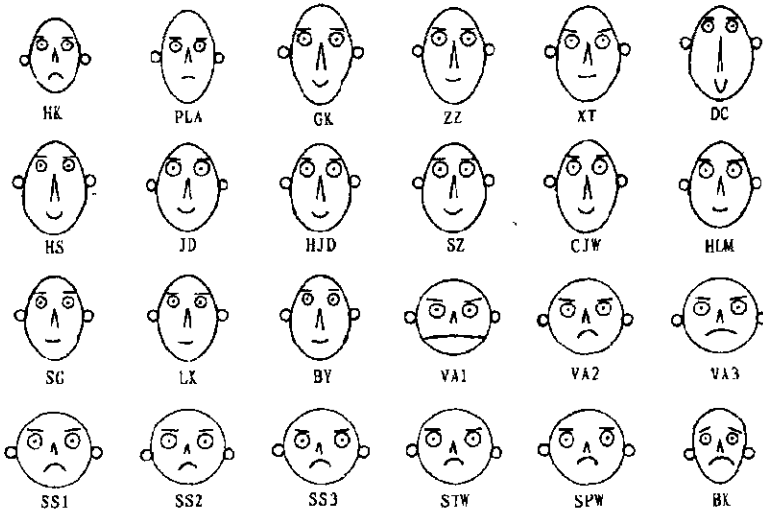 HK PLA GK ZZ XT DC
HS JD HJD SZ CJW HLM
SG LX BY VA1 VA2 VA3
SS1 SS2 SS3 STW SPW BK